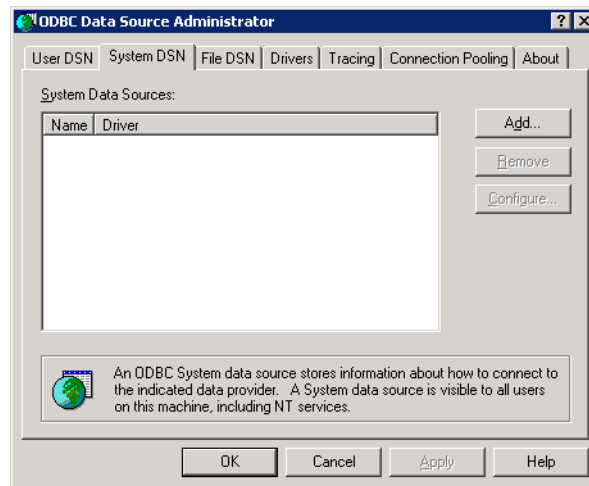 ODBC Data Source Administrator
User DSN System DSN File DSN Drivers Tracing Connection Pooling About
System Data Sources:
Name Driver
Add...
Remove
Configure...
An ODBC System data source stores information about how to connect to
the indicated data provider. A System data source is visible to all users
on this machine, including NT services.
OK Cancel Apply Help